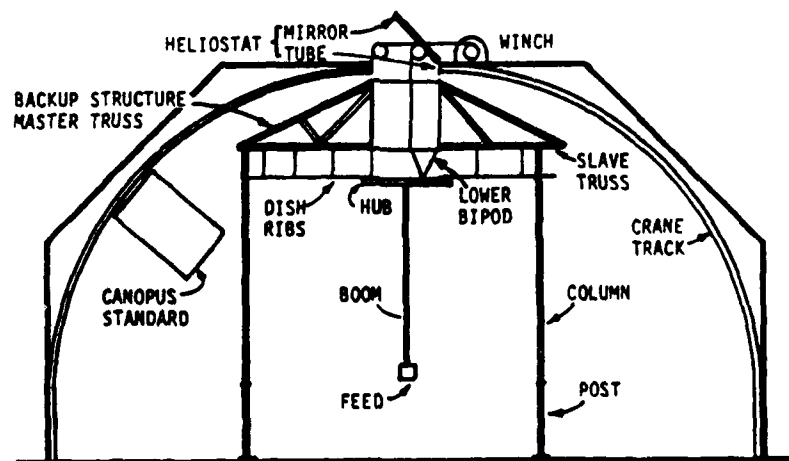 HELIOSTAT { MIRROR
TUBE
WINCH
BACKUP STRUCTURE
MASTER TRUSS
SLAVE
TRUSS
DISH
RIBS
HUB
LOWER
BIPOD
CRANE
TRACK
CANOPUS
STANDARD
BOOM
COLUMN
FEED
POST